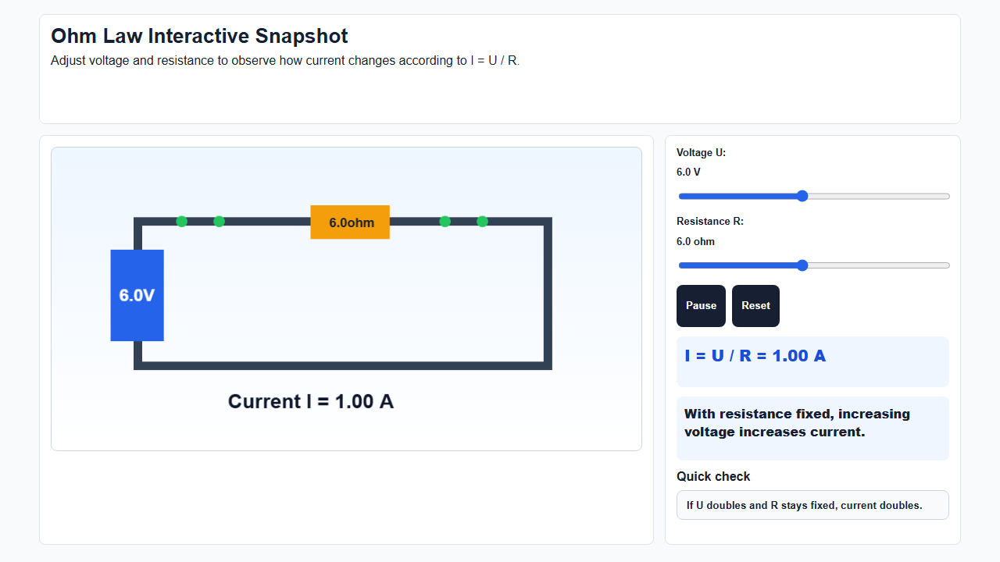 Ohm Law Interactive Snapshot
Adjust voltage and resistance to observe how current changes according to I = U / R.
6.0ohm
6.0V
Current I = 1.00 A
Voltage U:
6.0 V
Resistance R:
6.0 ohm
Pause Reset
I = U / R = 1.00 A
With resistance fixed, increasing
voltage increases current.
Quick check
If U doubles and R stays fixed, current doubles.